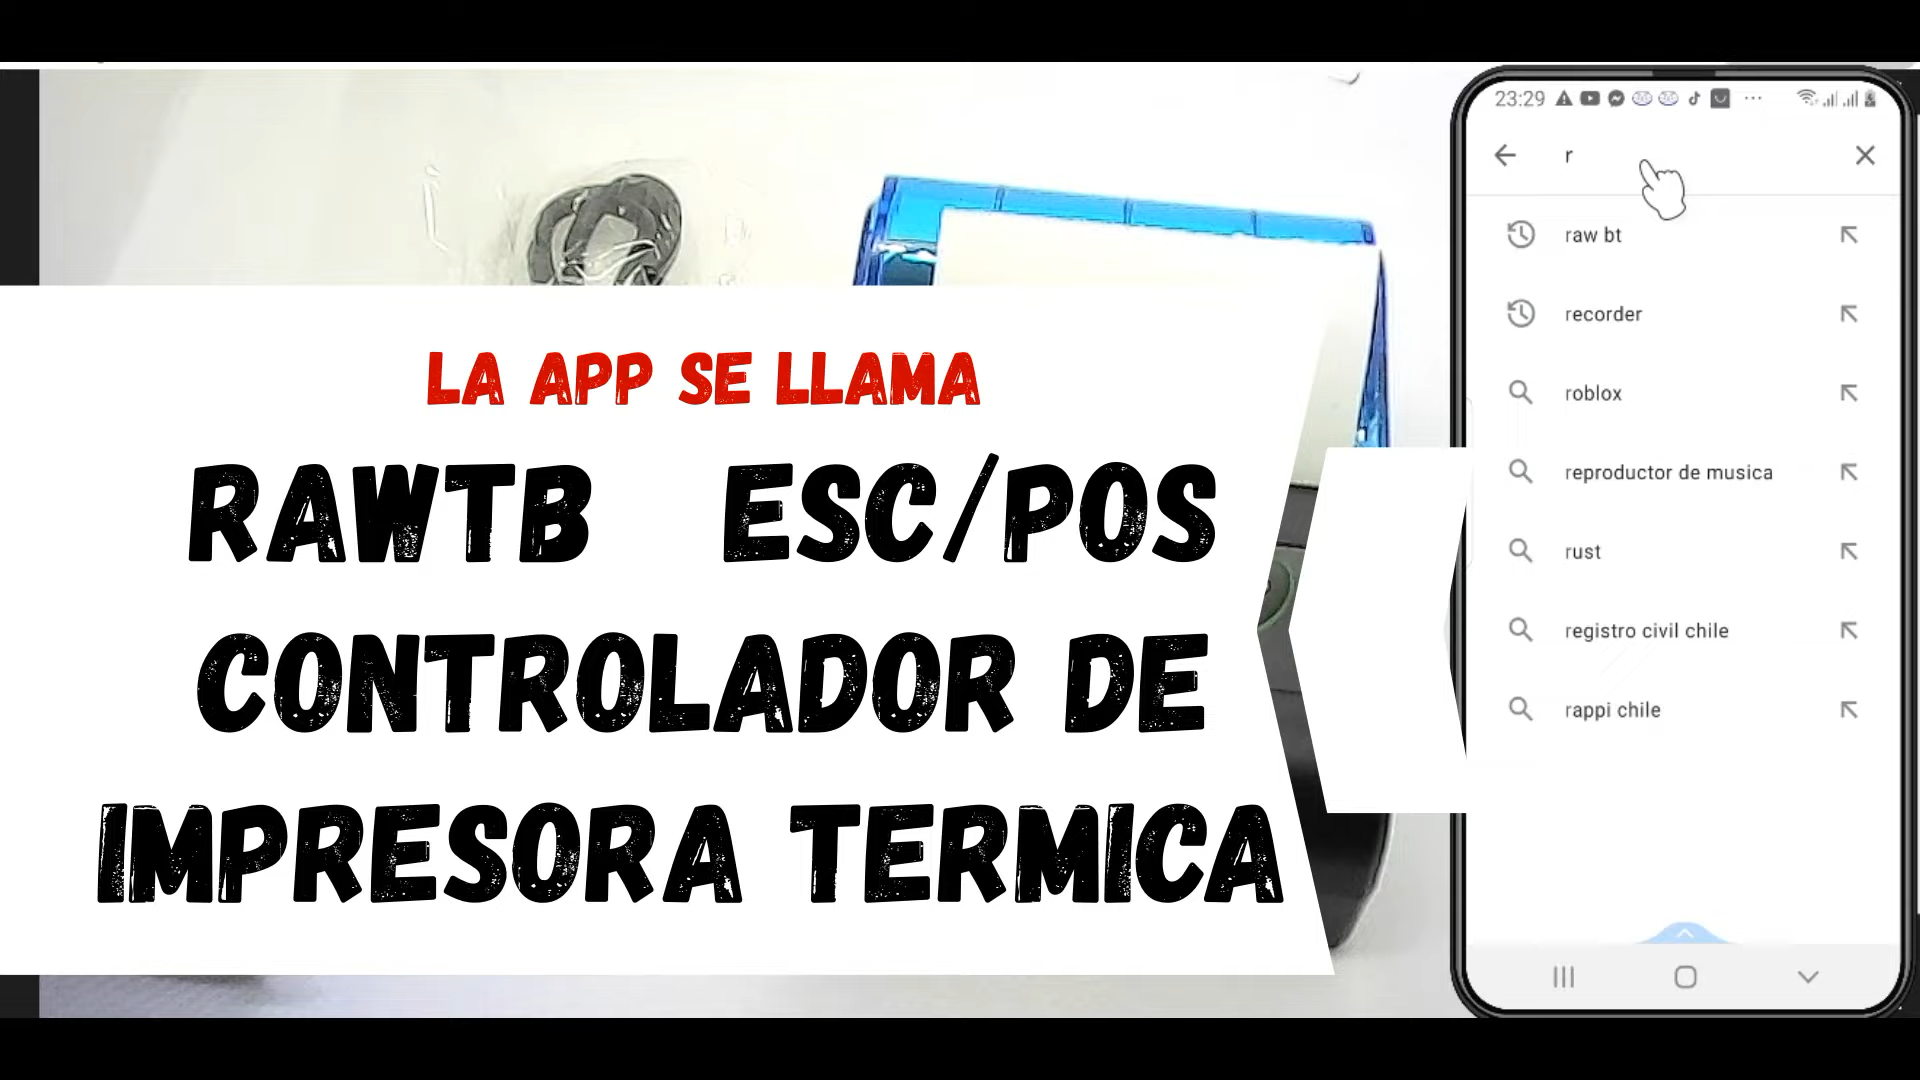 LA APP SE LLAMA
RAWTB ESC/POS
CONTROLADOR DE
IMPRESORA TERMICA
23:29
r
raw bt
recorder
roblox
reproductor de musica
rust
registro civil chile
rappi chile